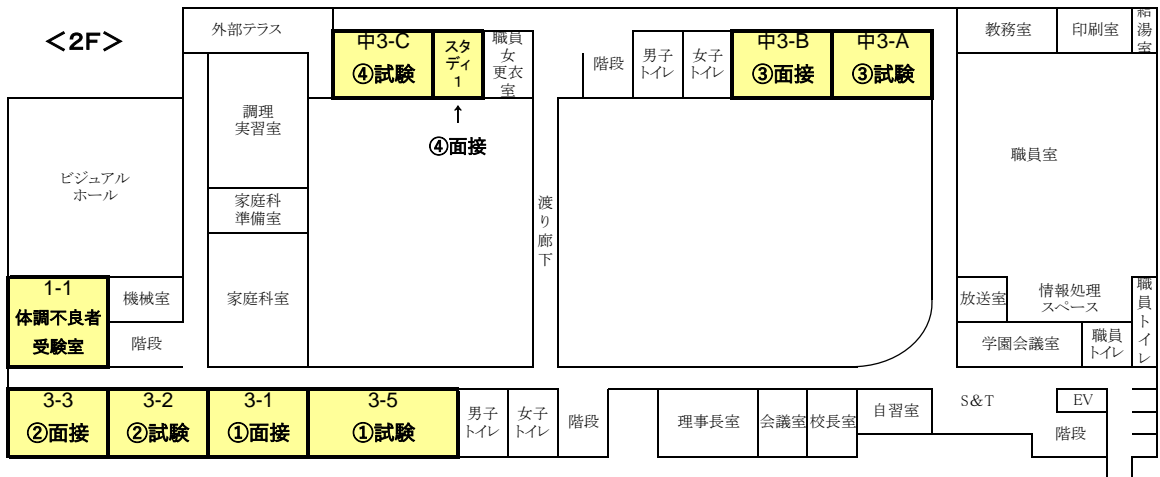 <2F>
外部テラス
中3-C
④試験
スタ
ディ
1
職員
女
更衣
室
階段
男子
トイレ
女子
トイレ
中3-B
③面接
中3-A
③試験
教務室
印刷室
給
湯
室
↑
④面接
調理
実習室
職員室
ビジュアル
ホール
家庭科
準備室
渡
り
廊
下
1-1
体調不良者
受験室
機械室
階段
家庭科室
放送室
情報処理
スペース
職
員
ト
イ
レ
学園会議室
職員
トイレ
3-3
②面接
3-2
②試験
3-1
①面接
3-5
①試験
男子
トイレ
女子
トイレ
階段
理事長室
会議室
校長室
自習室
S&T
EV
階段